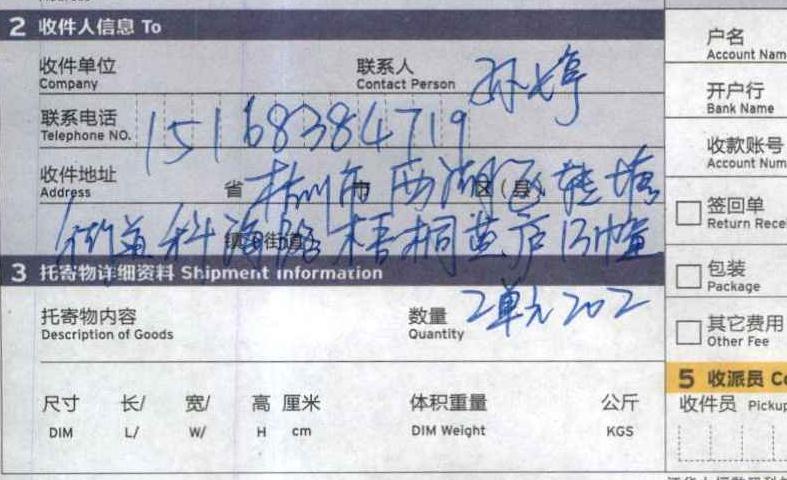 2 收件人信息 To
收件单位 联系人 孙婷
Company Contact Person
联系电话 15168384719
Telephone NO.
收件地址 省 杭州市 市 西湖区 区(县) 转塘
Address
街道 科海路 镇/街道 梧桐 庐 13幢
3 托寄物详细资料 Shipment information
2单元202
托寄物内容 数量
Description of Goods Quantity
尺寸 长/ 宽/ 高 厘米 体积重量 公斤
DIM L/ W/ H cm DIM Weight KGS
户名
Account Nam
开户行
Bank Name
收款账号
Account Num
签回单
Return Rece
包装
Package
其它费用
Other Fee
5 收派员 Co
收件员 Pickup